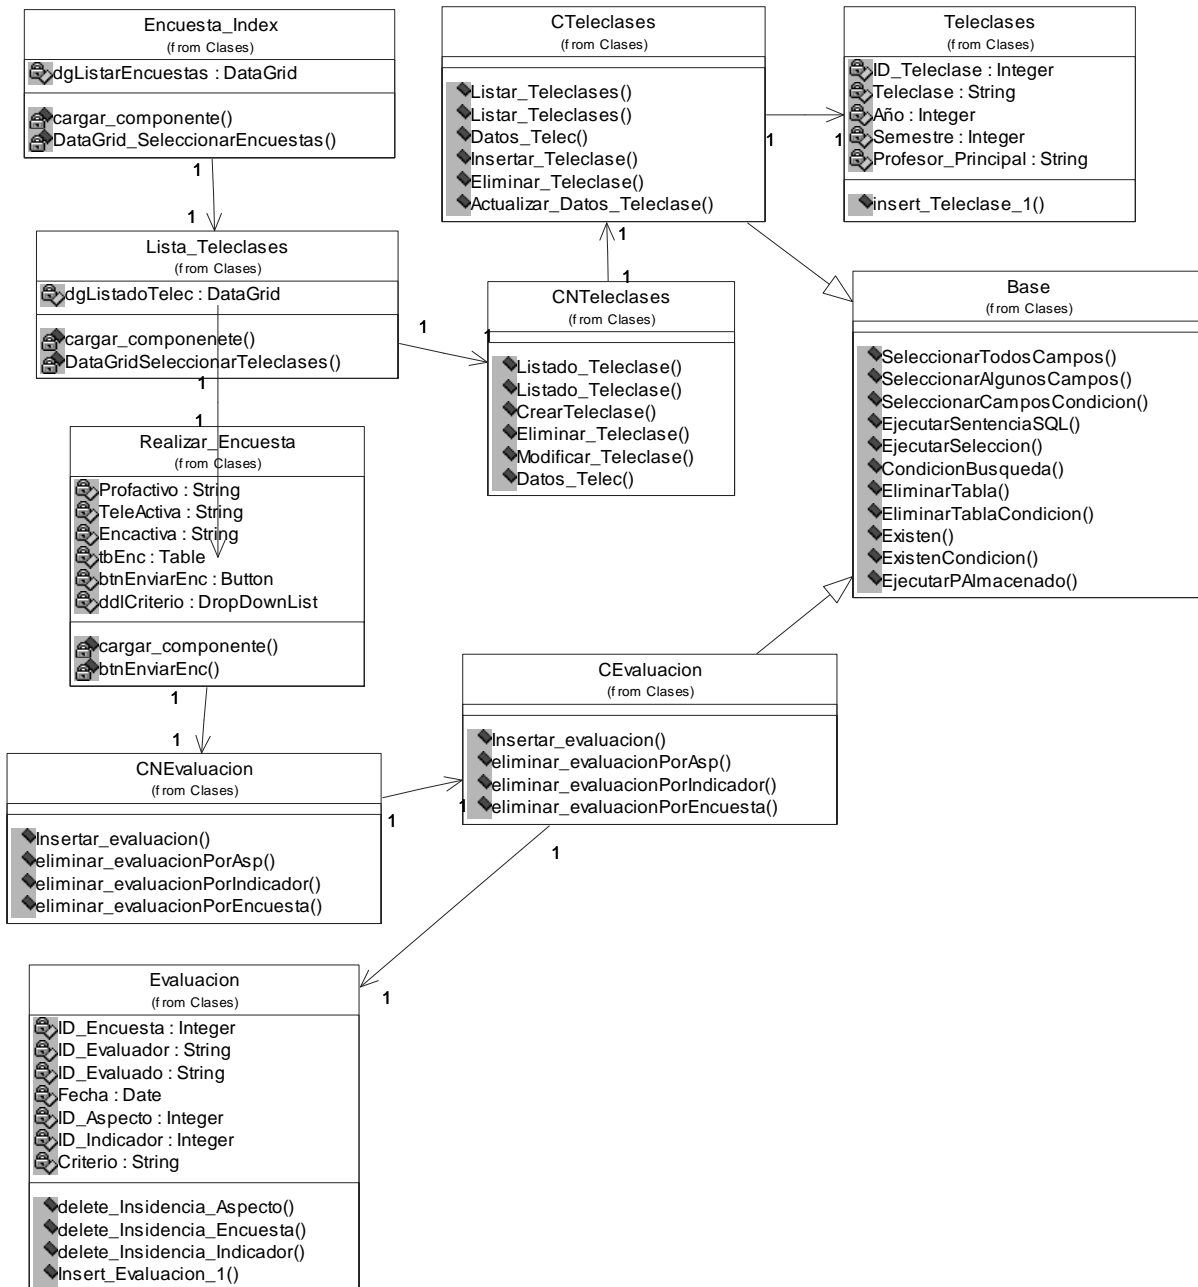 Encuesta_Index
(from Clases)
dgListarEncuestas : DataGrid
cargar_componente()
DataGrid_SeleccionarEncuestas()
1
1
Lista_Teleclases
(from Clases)
dgListadoTelec : DataGrid
cargar_componenete()
DataGridSeleccionarTeleclases()
1
1
1
1
Realizar_Encuesta
(from Clases)
Profactivo : String
TeleActiva : String
Encactiva : String
tbEnc : Table
btnEnviarEnc : Button
ddlCriterio : DropDownList
cargar_componente()
btnEnviarEnc()
1
1
CTeleclases
(from Clases)
Listar_Teleclases()
Listar_Teleclases()
Datos_Telec()
Insertar_Teleclase()
Eliminar_Teleclase()
Actualizar_Datos_Teleclase()
1
1
Teleclases
(from Clases)
ID_Teleclase : Integer
Teleclase : String
Año : Integer
Semestre : Integer
Profesor_Principal : String
insert_Teleclase_1()
1
1
CNTeleclases
(from Clases)
Listado_Teleclase()
Listado_Teleclase()
CrearTeleclase()
Eliminar_Teleclase()
Modificar_Teleclase()
Datos_Telec()
Base
(from Clases)
SeleccionarTodosCampos()
SeleccionarAlgunosCampos()
SeleccionarCamposCondicion()
EjecutarSentenciaSQL()
EjecutarSeleccion()
CondicionBusqueda()
EliminarTabla()
EliminarTablaCondicion()
Existen()
ExistenCondicion()
EjecutarPAlmacenado()
CEvaluacion
(from Clases)
Insertar_evaluacion()
eliminar_evaluacionPorAsp()
eliminar_evaluacionPorIndicador()
eliminar_evaluacionPorEncuesta()
1
1
CNEvaluacion
(from Clases)
Insertar_evaluacion()
eliminar_evaluacionPorAsp()
eliminar_evaluacionPorIndicador()
eliminar_evaluacionPorEncuesta()
1
1
Evaluacion
(from Clases)
ID_Encuesta : Integer
ID_Evaluador : String
ID_Evaluado : String
Fecha : Date
ID_Aspecto : Integer
ID_Indicador : Integer
Criterio : String
delete_Insidencia_Aspecto()
delete_Insidencia_Encuesta()
delete_Insidencia_Indicador()
Insert_Evaluacion_1()